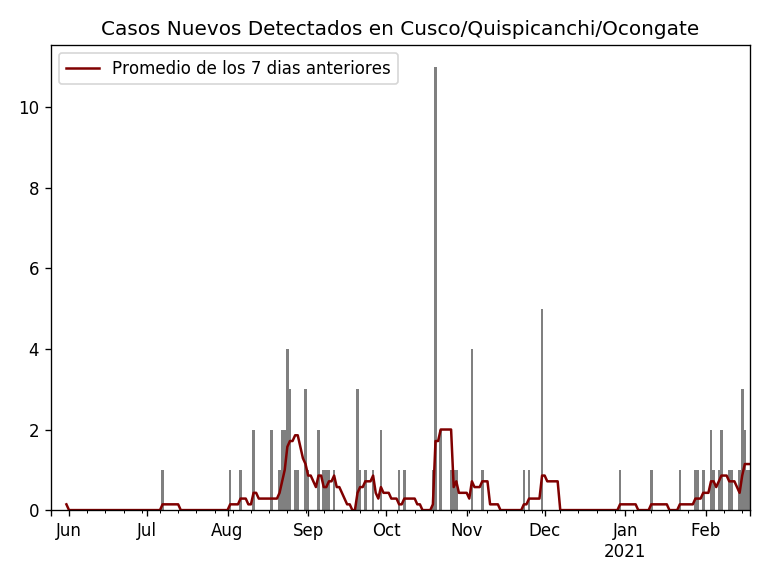 Casos Nuevos Detectados en Cusco/Quispicanchi/Ocongate
Promedio de los 7 dias anteriores
10
8
6
4
2
0
Jun Jul Aug Sep Oct Nov Dec Jan Feb
2021